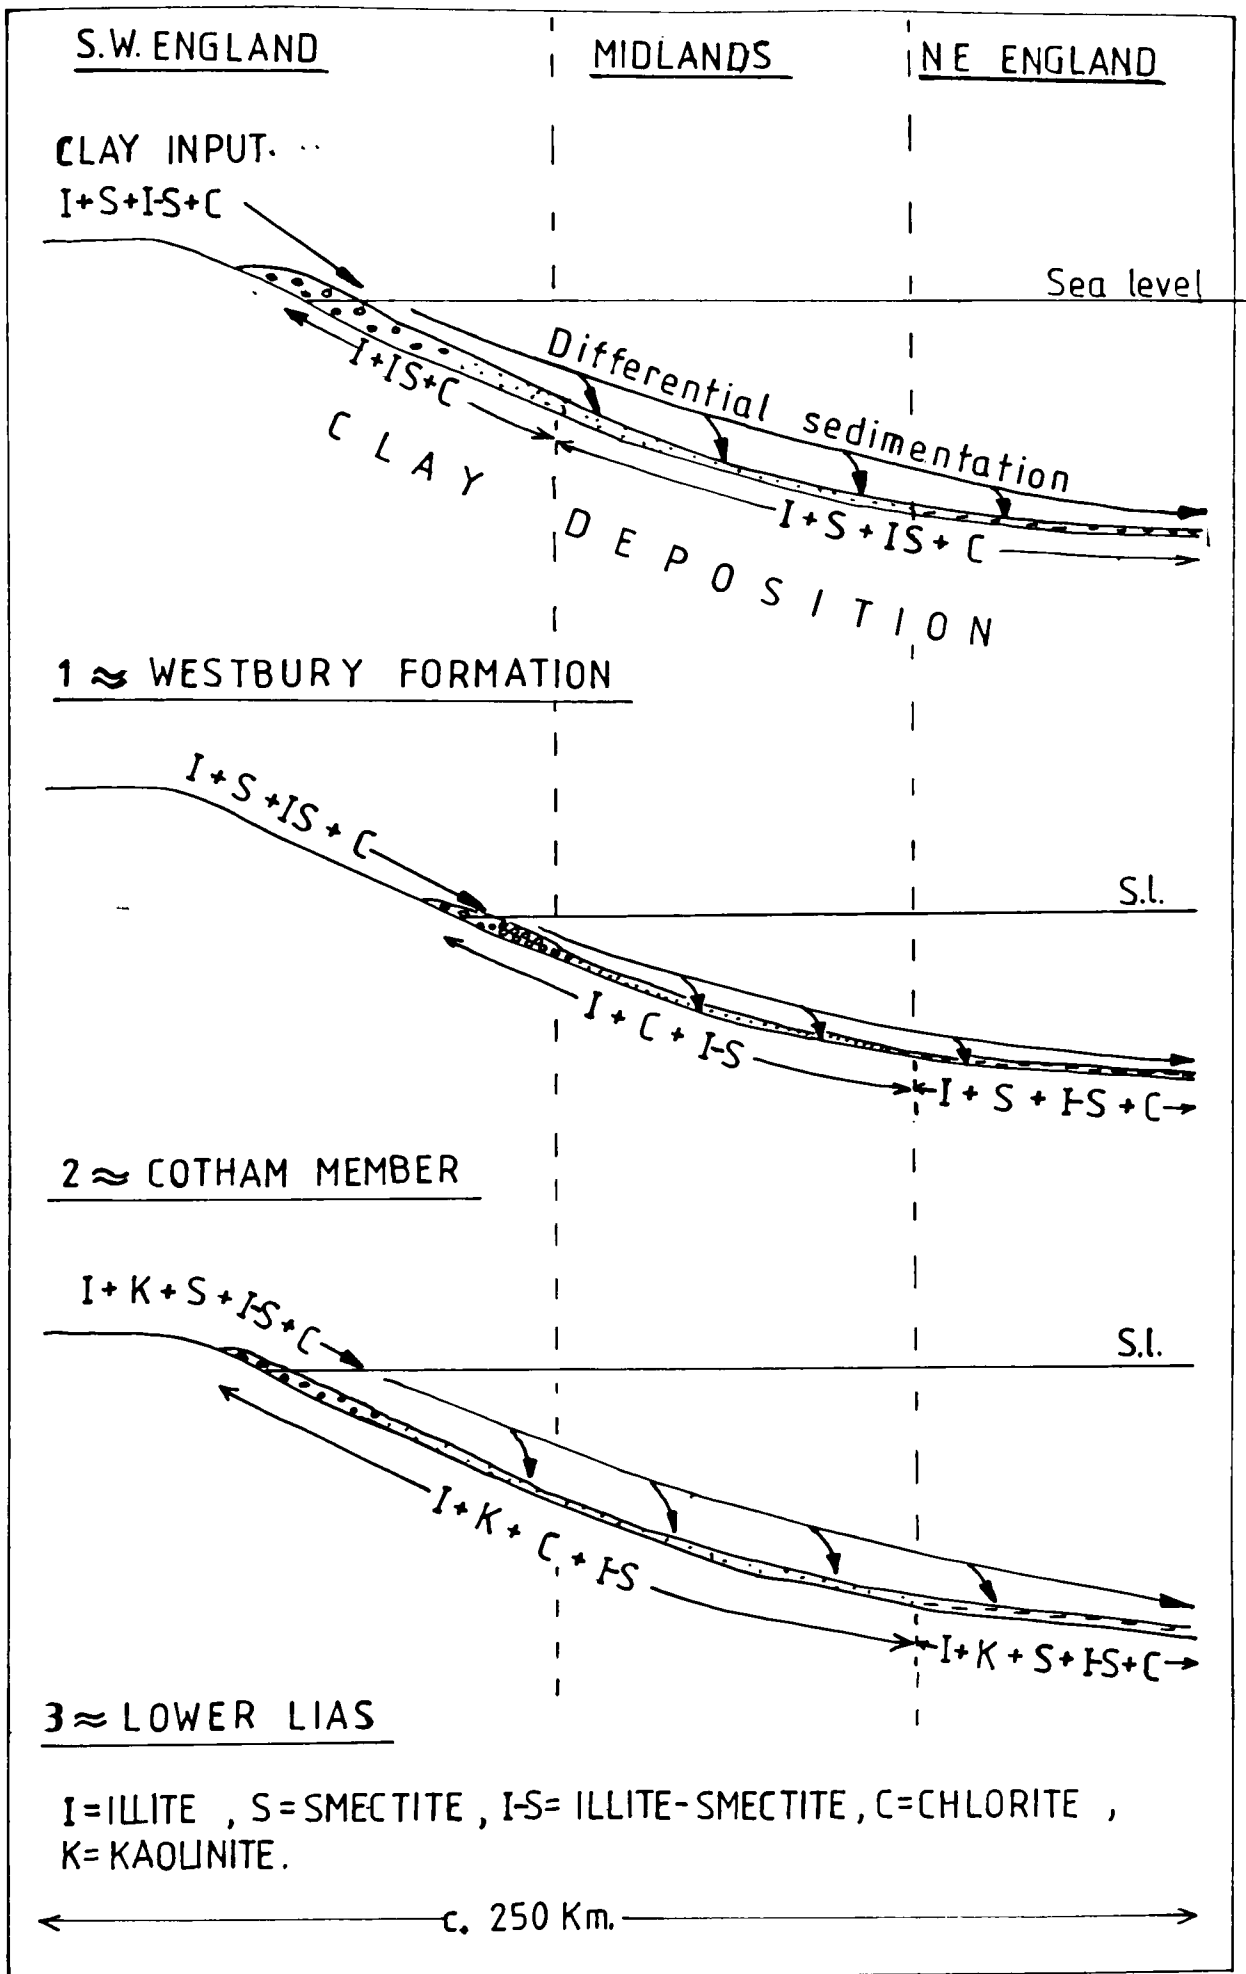 S.W. ENGLAND
MIDLANDS
NE ENGLAND
CLAY INPUT.
I+S+I-S+C
Sea level
Differential sedimentation
I+IS+C
I+S+IS+C
CLAY DEPOSITION
1 ≈ WESTBURY FORMATION
I+S+IS+C
S.l.
I+C+I-S
I+S+I-S+C
2 ≈ COTHAM MEMBER
I+K+S+I-S+C
S.l.
I+K+C+I-S
I+K+S+I-S+C
3 ≈ LOWER LIAS
I=ILLITE , S=SMECTITE , I-S= ILLITE-SMECTITE, C=CHLORITE ,
K= KAOLINITE.
c. 250 Km.